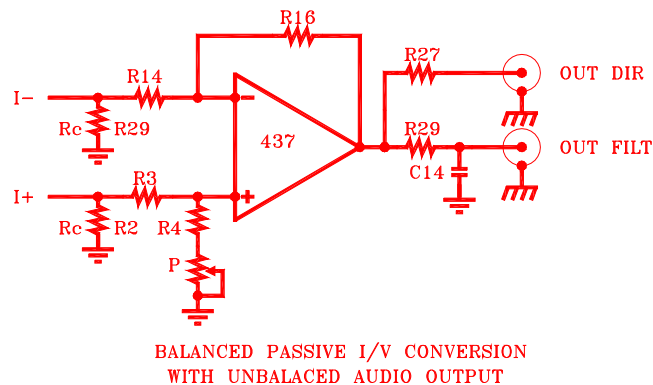 R16
R14
R27
OUT DIR
I-
Rc
R29
437
R29
OUT FILT
C14
R3
I+
Rc
R2
R4
P
BALANCED PASSIVE I/V CONVERSION
WITH UNBALACED AUDIO OUTPUT